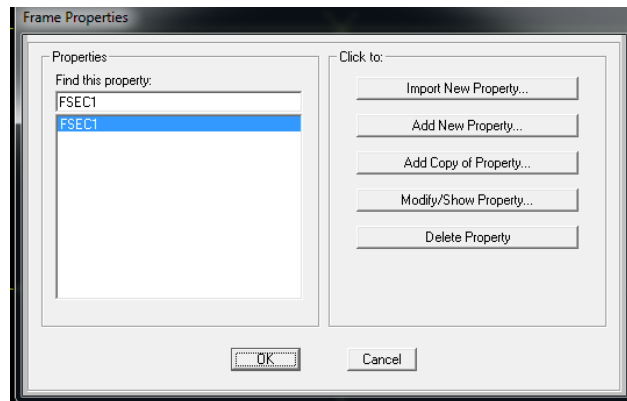 Frame Properties
Properties
Find this property:
FSEC1
FSEC1
Click to:
Import New Property...
Add New Property...
Add Copy of Property...
Modify/Show Property...
Delete Property
OK
Cancel